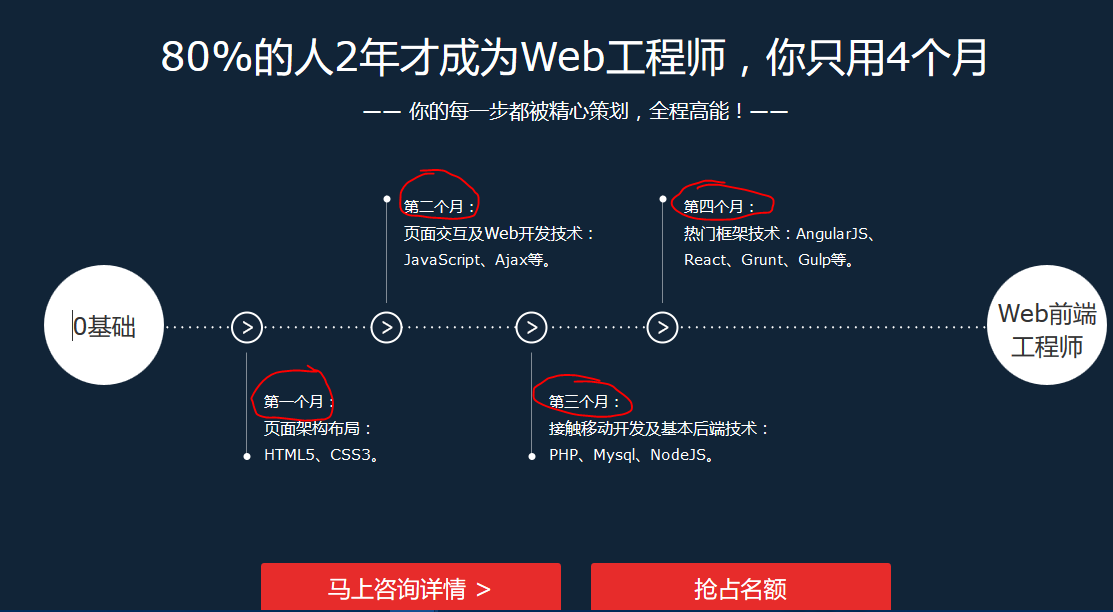 80%的人2年才成为Web工程师，你只用4个月
—— 你的每一步都被精心策划，全程高能！——
0基础
第一个月：
页面架构布局：
HTML5、CSS3。
第二个月：
页面交互及Web开发技术：
JavaScript、Ajax等。
第三个月：
接触移动开发及基本后端技术：
PHP、Mysql、NodeJS。
第四个月：
热门框架技术：AngularJS、
React、Grunt、Gulp等。
Web前端
工程师
马上咨询详情 >
抢占名额